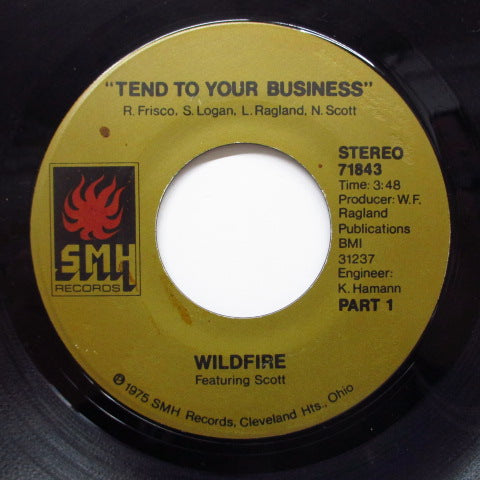 "TEND TO YOUR BUSINESS"
R. Frisco, S. Logan, L. Ragland, N. Scott
SMH
RECORDS
STEREO
71843
Time: 3:48
Producer: W.F.
Ragland
Publications
BMI
31237
Engineer:
K. Hamann
PART 1
WILDFIRE
Featuring Scott
℗ 1975 SMH Records, Cleveland Hts., Ohio